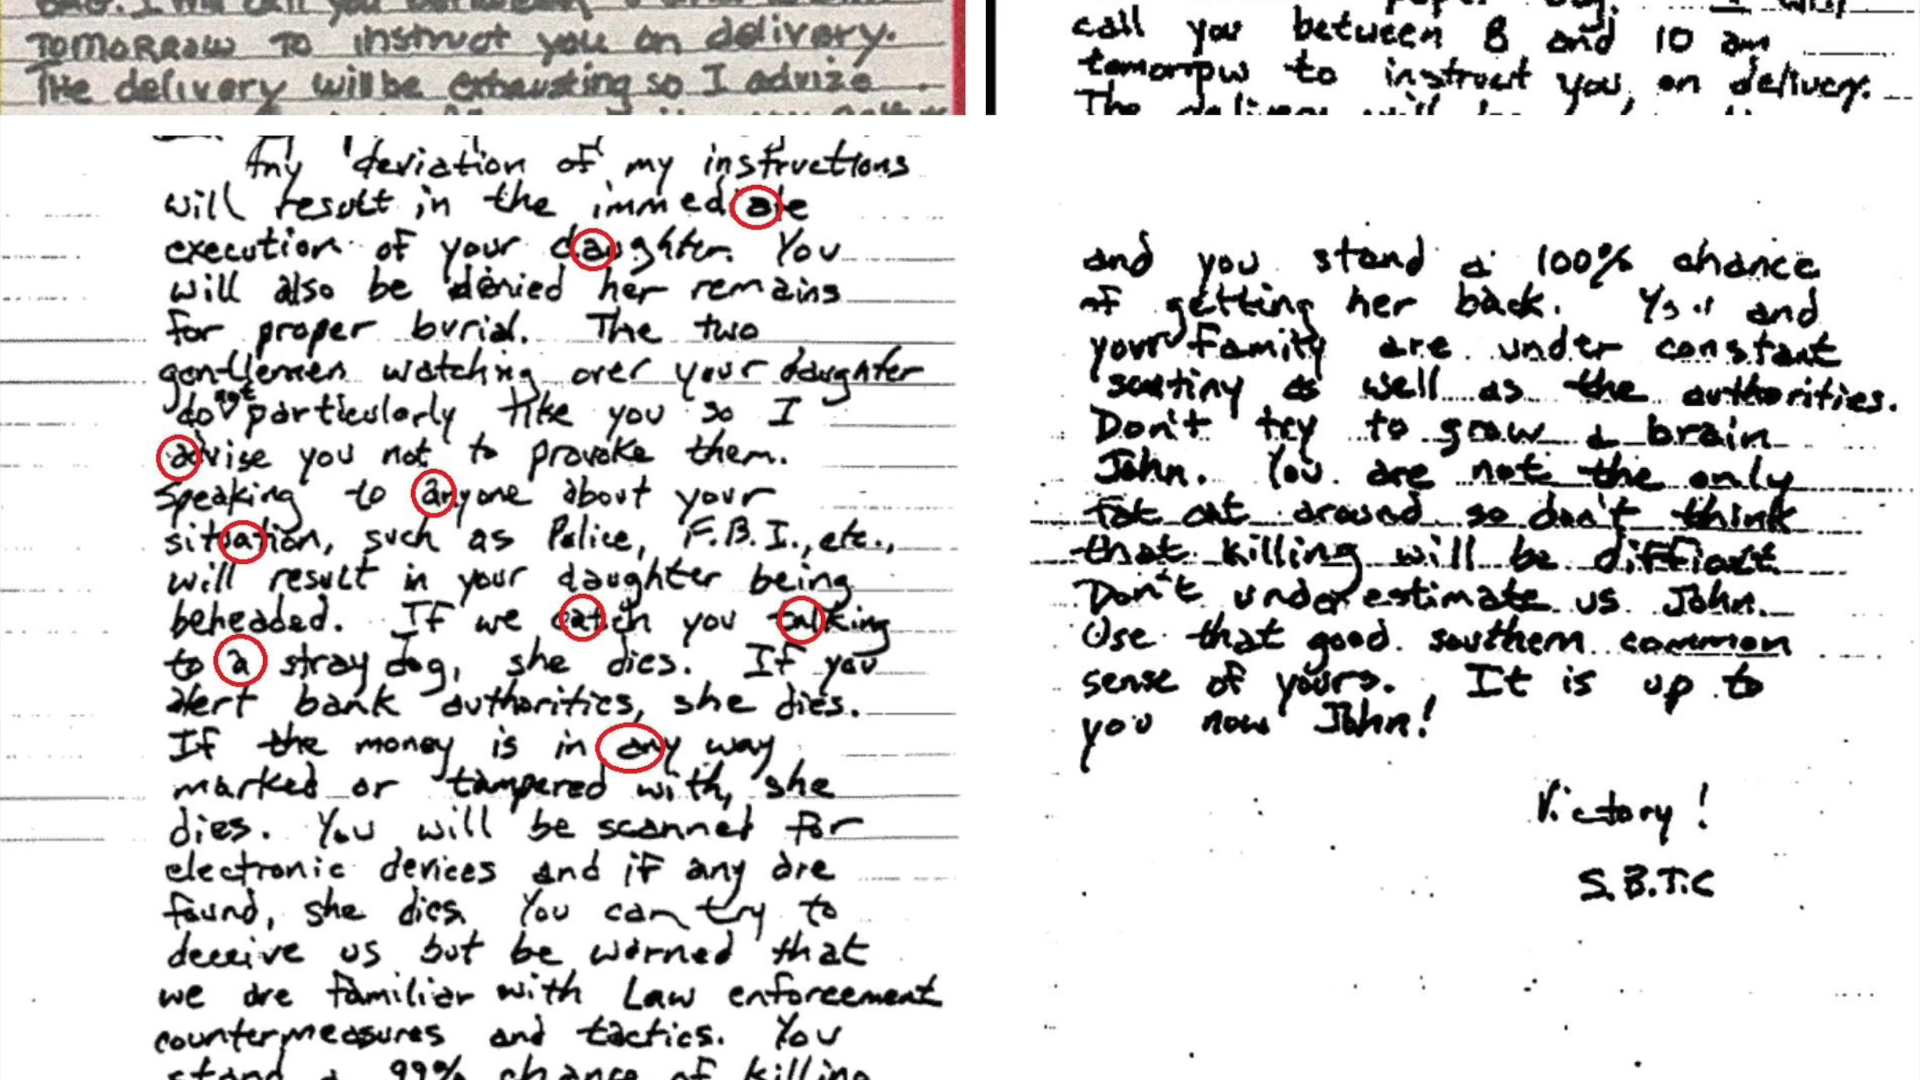 TOMORRAW TO instruct you on delivery.
THe delivery will be exhausting so I advize
call you between 8 and 10 am
tomorrow to instruct you, on delivery.
The delivery will be
Any deviation of my instructions
will result in the immediate
execution of your daughter. You
will also be denied her remains
for proper burial. The two
gentlemen watching over your daughter
do not particularly like you so I
advise you not to provoke them.
Speaking to anyone about your
situation, such as Police, F.B.I., etc.,
will result in your daughter being
beheaded. If we catch you talking
to a stray dog, she dies. If you
alert bank authorities, she dies.
If the money is in any way
marked or tampered with, she
dies. You will be scanned for
electronic devices and if any are
found, she dies. You can try to
deceive us but be warned that
we are familiar with Law enforcement
countermeasures and tactics. You
stand a 99% chance of killing
and you stand a 100% chance
of getting her back. You and
your family are under constant
scutiny as well as the authorities.
Don't try to grow a brain
John. You are not the only
fat cat around so don't think
that killing will be difficult.
Don't underestimate us John.
Use that good southern common
sense of yours. It is up to
you now John!
Victory!
S.B.T.C